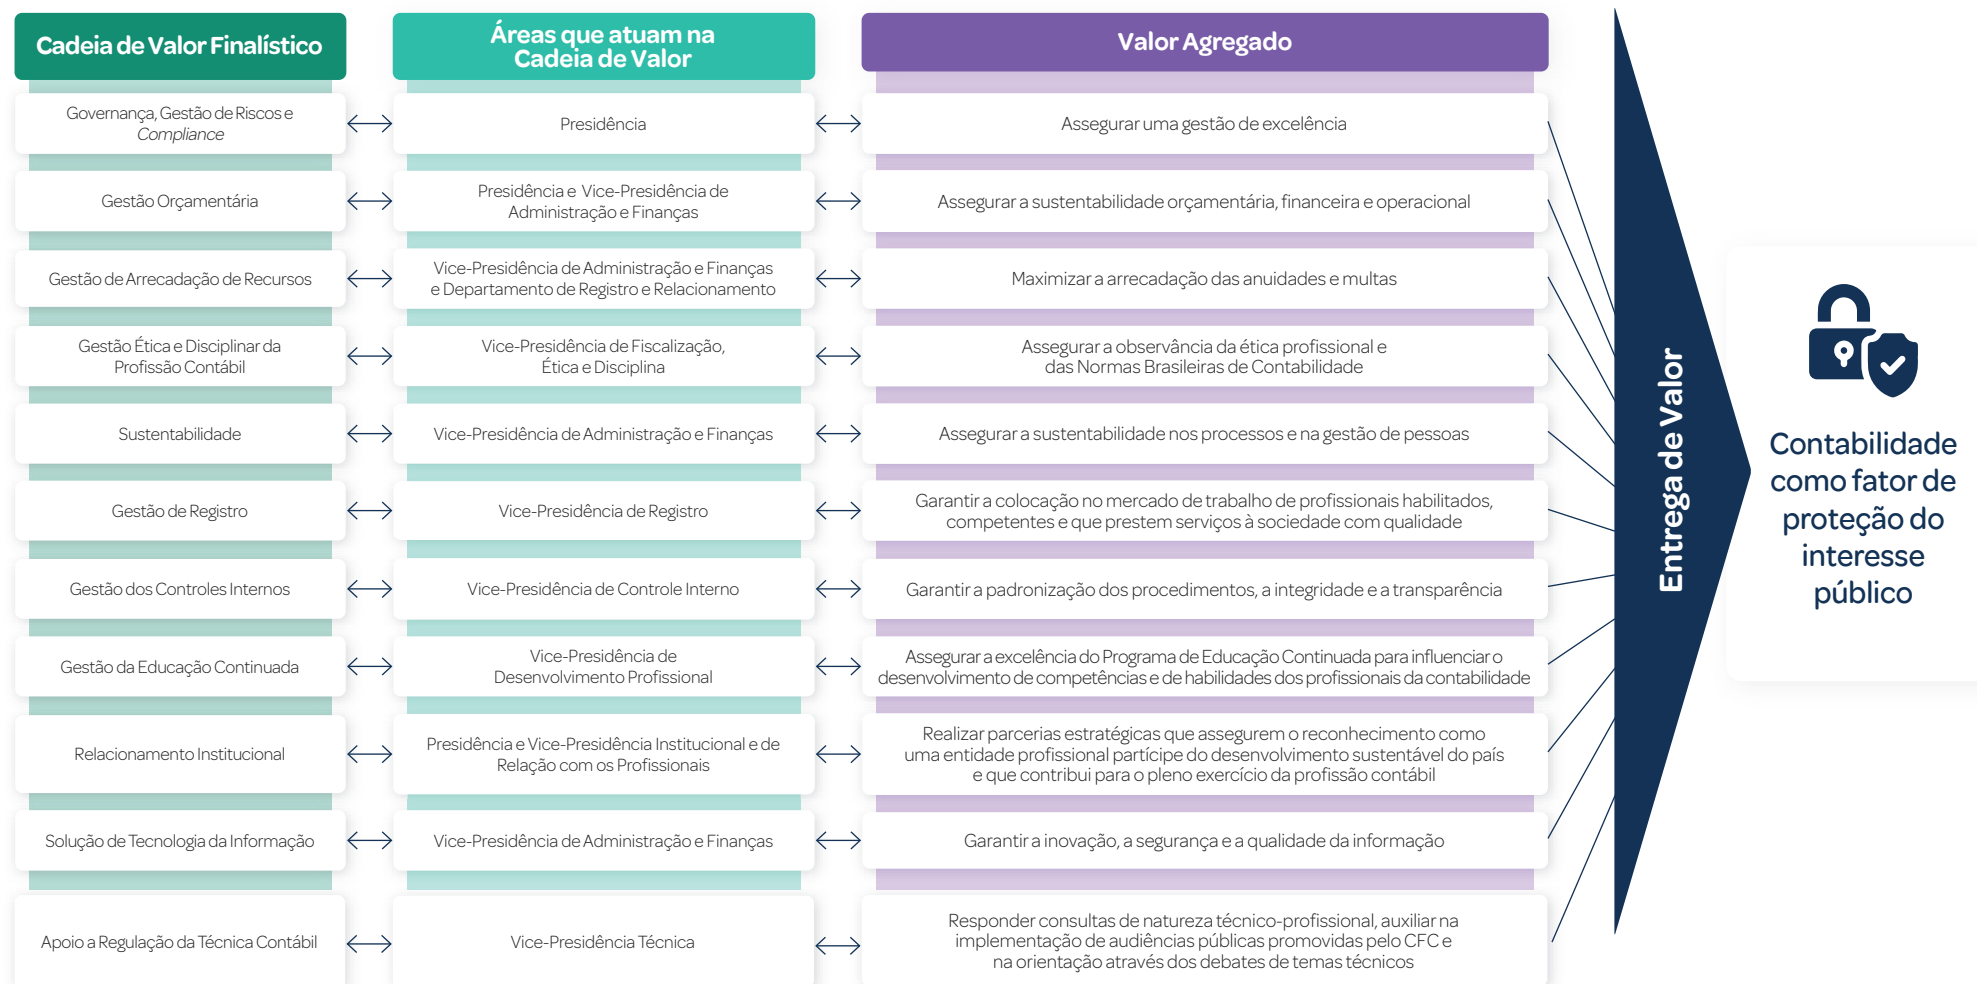 Cadeia de Valor Finalístico
Áreas que atuam na
Cadeia de Valor
Valor Agregado
Governança, Gestão de Riscos e
Compliance
Presidência
Assegurar uma gestão de excelência
Gestão Orçamentária
Presidência e Vice-Presidência de
Administração e Finanças
Assegurar a sustentabilidade orçamentária, financeira e operacional
Gestão de Arrecadação de Recursos
Vice-Presidência de Administração e Finanças
e Departamento de Registro e Relacionamento
Maximizar a arrecadação das anuidades e multas
Gestão Ética e Disciplinar da
Profissão Contábil
Vice-Presidência de Fiscalização,
Ética e Disciplina
Assegurar a observância da ética profissional e
das Normas Brasileiras de Contabilidade
Sustentabilidade
Vice-Presidência de Administração e Finanças
Assegurar a sustentabilidade nos processos e na gestão de pessoas
Gestão de Registro
Vice-Presidência de Registro
Garantir a colocação no mercado de trabalho de profissionais habilitados,
competentes e que prestem serviços à sociedade com qualidade
Gestão dos Controles Internos
Vice-Presidência de Controle Interno
Garantir a padronização dos procedimentos, a integridade e a transparência
Gestão da Educação Continuada
Vice-Presidência de
Desenvolvimento Profissional
Assegurar a excelência do Programa de Educação Continuada para influenciar o
desenvolvimento de competências e de habilidades dos profissionais da contabilidade
Relacionamento Institucional
Presidência e Vice-Presidência Institucional e de
Relação com os Profissionais
Realizar parcerias estratégicas que assegurem o reconhecimento como
uma entidade profissional partícipe do desenvolvimento sustentável do país
e que contribui para o pleno exercício da profissão contábil
Solução de Tecnologia da Informação
Vice-Presidência de Administração e Finanças
Garantir a inovação, a segurança e a qualidade da informação
Apoio a Regulação da Técnica Contábil
Vice-Presidência Técnica
Responder consultas de natureza técnico-profissional, auxiliar na
implementação de audiências públicas promovidas pelo CFC e
na orientação através dos debates de temas técnicos
Entrega de Valor
Contabilidade
como fator de
proteção do
interesse
público